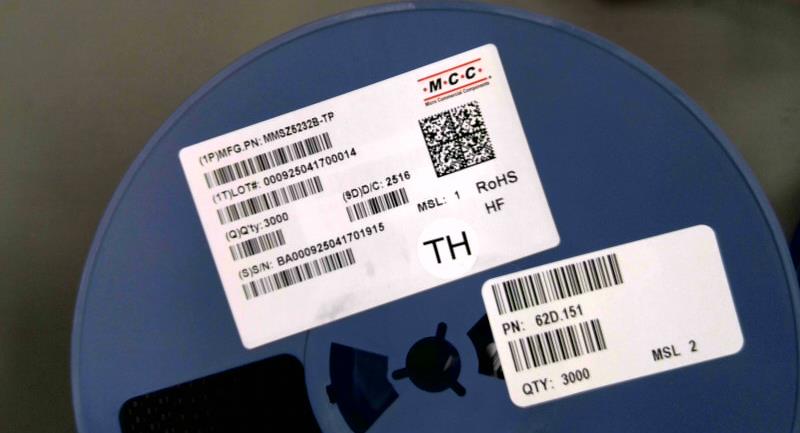 M·C·C
Micro Commercial Components
(1P)MFG.PN: MMSZ5232B-TP
(1T)LOT#: 000925041700014
(Q)Q'ty: 3000
(9D)D/C: 2516
MSL: 1
RoHS
HF
(S)S/N: BA000925041701915
TH
PN: 62D.151
QTY: 3000
MSL 2